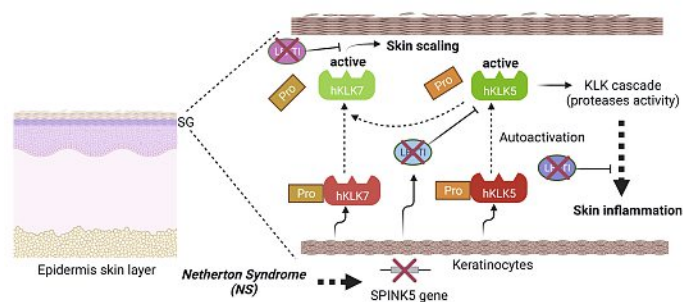 LEKTI
Skin scaling
active
active
Pro
hKLK7
Pro
hKLK5
KLK cascade
(proteases activity)
SG
Autoactivation
LEKTI
LEKTI
Pro
hKLK7
Pro
hKLK5
Skin inflammation
Epidermis skin layer
Keratinocytes
Netherton Syndrome
(NS)
SPINK5 gene